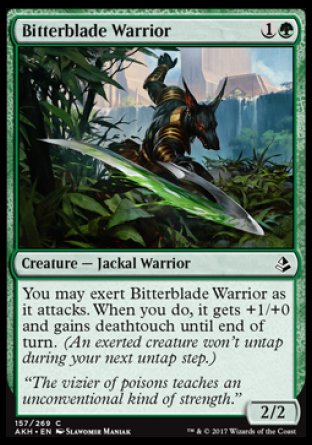 Bitterblade Warrior 1
Creature — Jackal Warrior
You may exert Bitterblade Warrior as
it attacks. When you do, it gets +1/+0
and gains deathtouch until end of
turn. (An exerted creature won't untap
during your next untap step.)
“The vizier of poisons teaches an
unconventional kind of strength.”
2/2
157/269 C
AKH • EN Slawomir Maniak ™ & © 2017 Wizards of the Coast